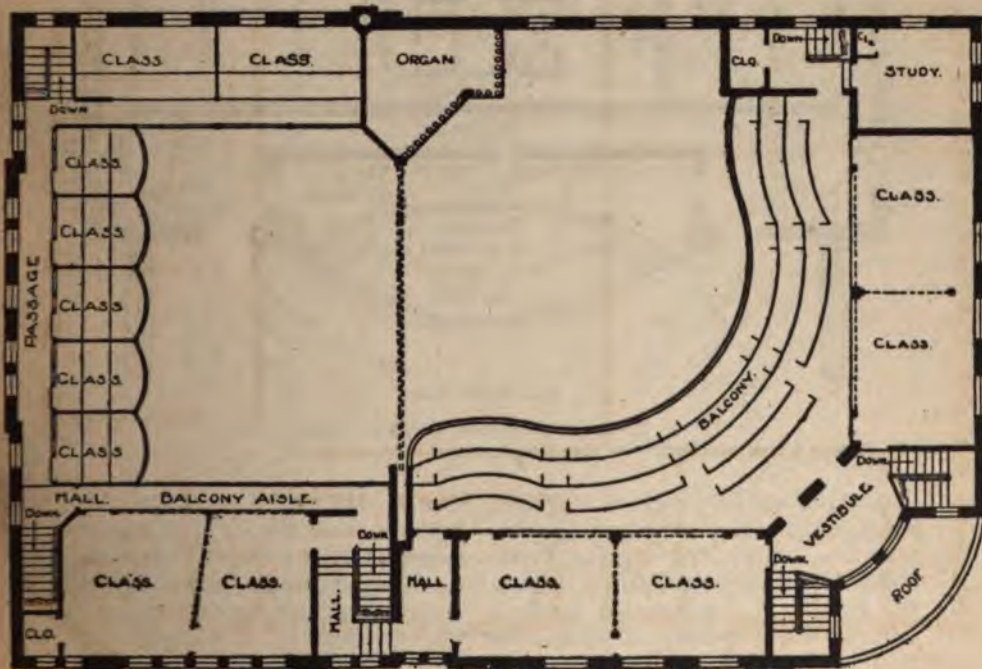 CLASS.
CLASS.
ORGAN
CLO.
DOWN
CLO.
STUDY.
DOWN
CLASS.
CLASS.
CLASS.
CLASS.
CLASS.
PASSAGE
CLASS.
CLASS.
BALCONY.
HALL. BALCONY AISLE.
DOWN.
DOWN.
DOWN.
VESTIBULE
DOWN.
ROOF
CLASS.
CLASS.
HALL.
HALL
CLASS.
CLASS.
CLO.